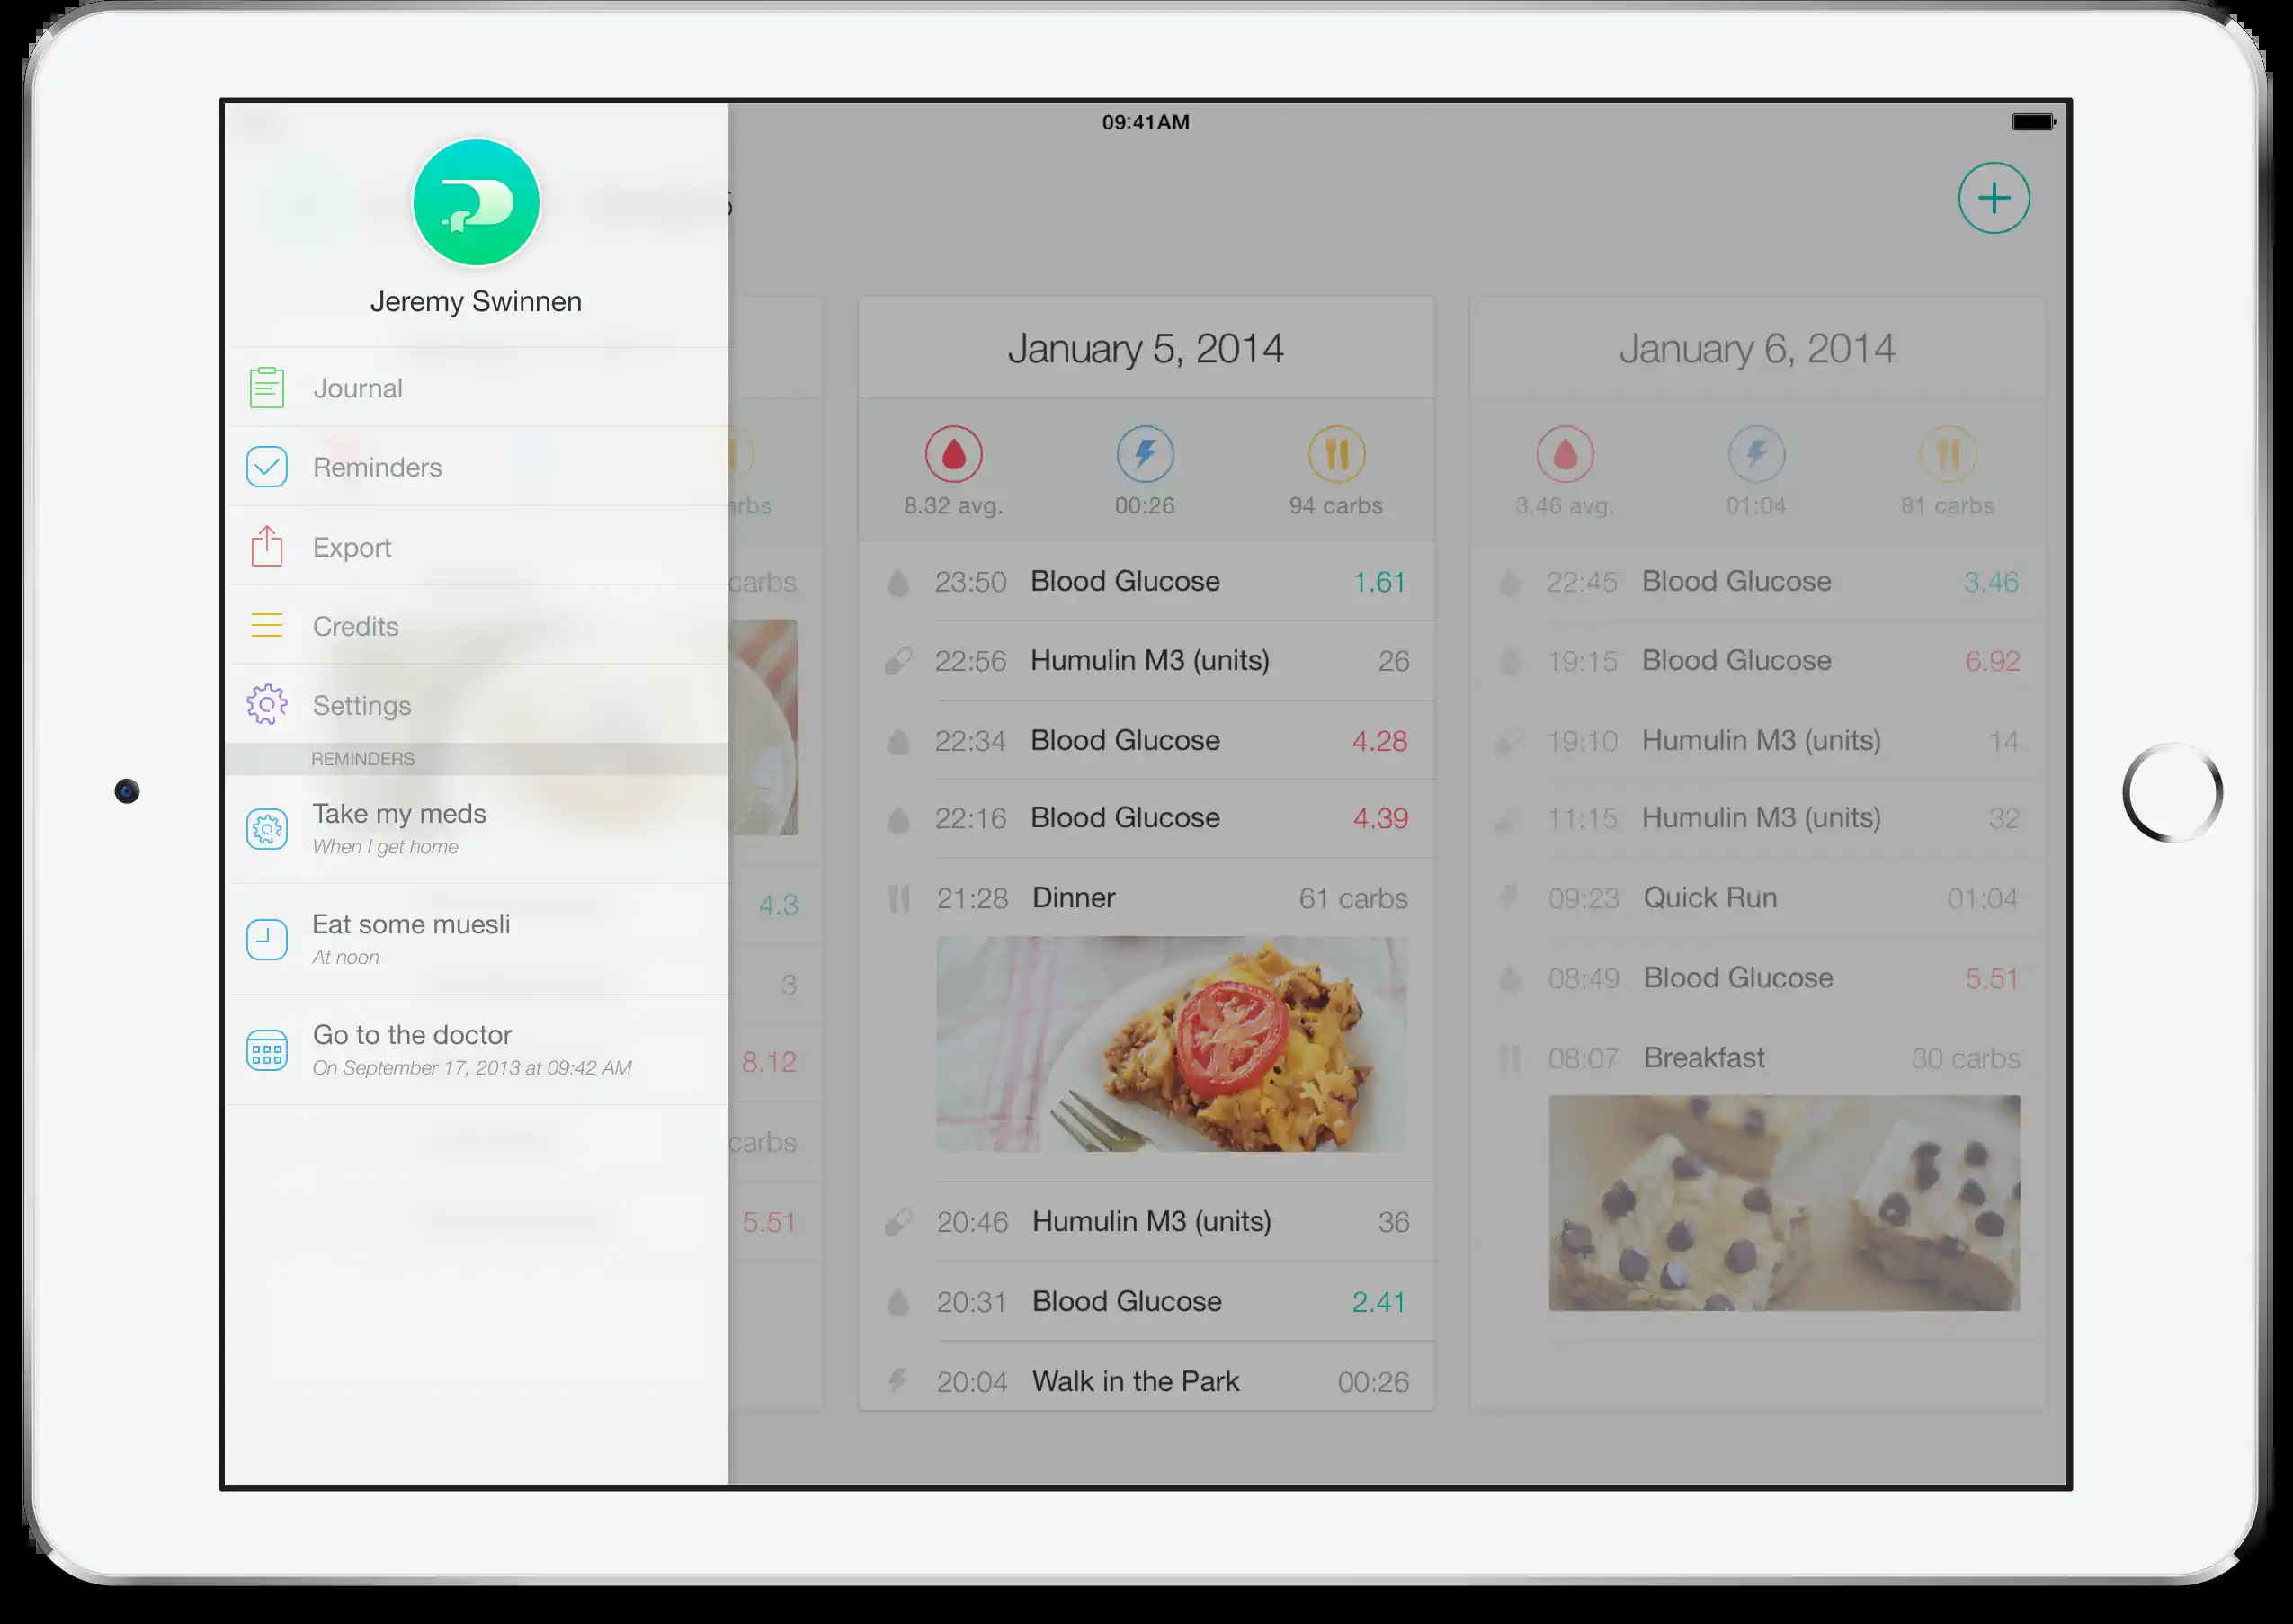 09:41AM
Jeremy Swinnen
Journal
Reminders
Export
Credits
Settings
REMINDERS
Take my meds
When I get home
Eat some muesli
At noon
Go to the doctor
On September 17, 2013 at 09:42 AM
5
carbs
4.3
3
8.12
carbs
5.51
January 5, 2014
8.32 avg. 00:26 94 carbs
23:50 Blood Glucose 1.61
22:56 Humulin M3 (units) 26
22:34 Blood Glucose 4.28
22:16 Blood Glucose 4.39
21:28 Dinner 61 carbs
20:46 Humulin M3 (units) 36
20:31 Blood Glucose 2.41
20:04 Walk in the Park 00:26
January 6, 2014
3.46 avg. 01:04 81 carbs
22:45 Blood Glucose 3.46
19:15 Blood Glucose 6.92
19:10 Humulin M3 (units) 14
11:15 Humulin M3 (units) 32
09:23 Quick Run 01:04
08:49 Blood Glucose 5.51
08:07 Breakfast 30 carbs